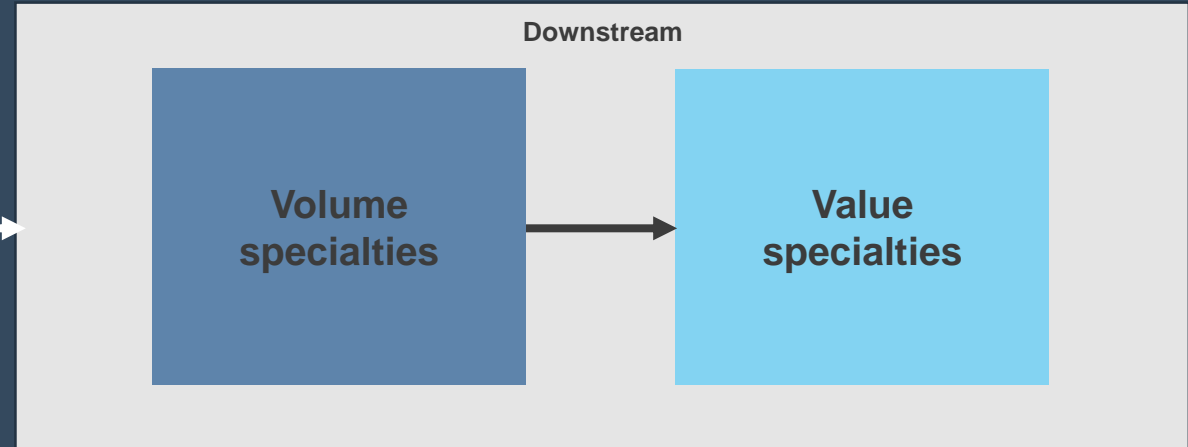 Downstream
Volume
specialties
Value
specialties